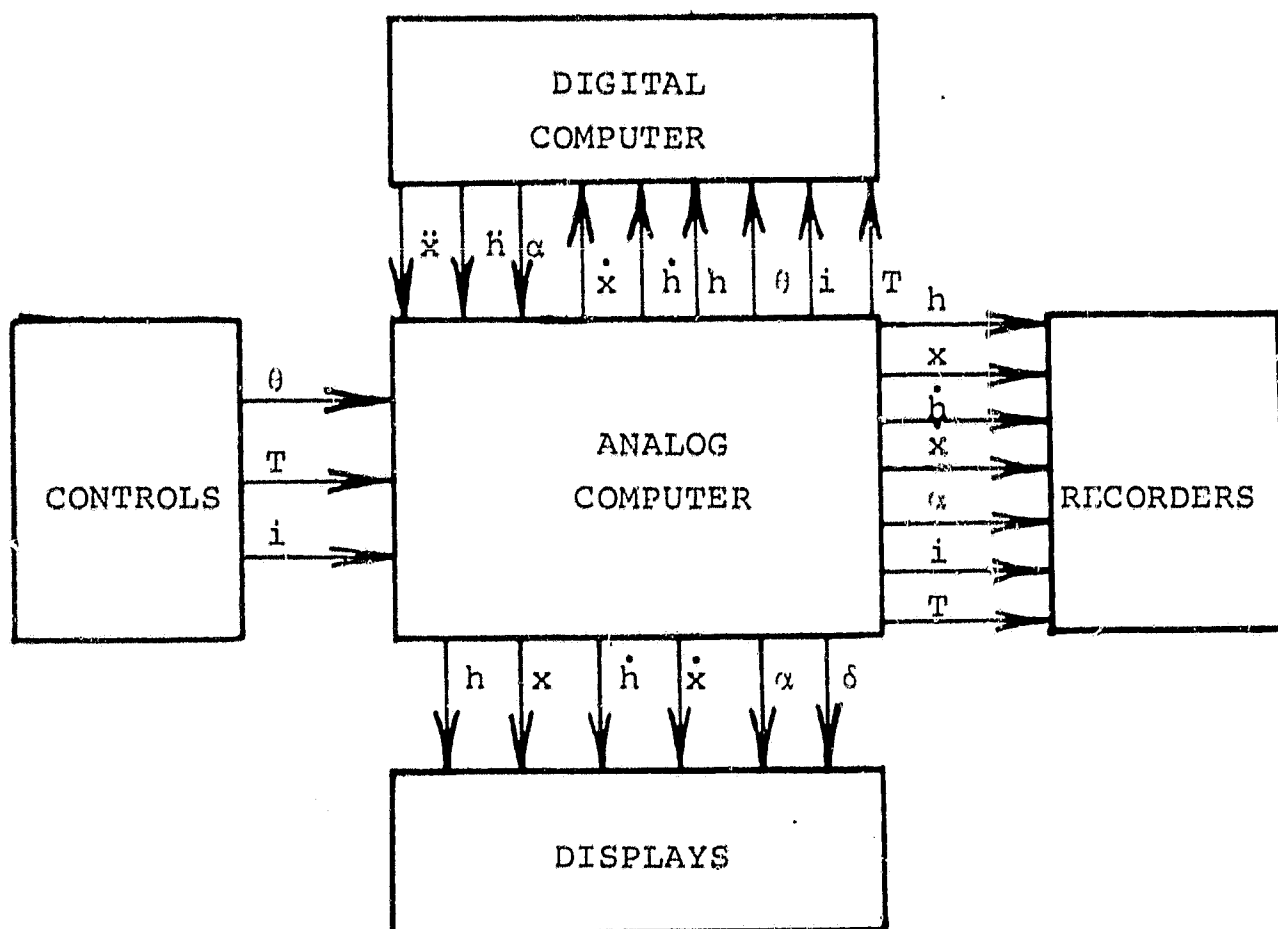 DIGITAL
COMPUTER
ẍ ḧ α ẋ ḣ h θ i T
CONTROLS
θ
T
i
ANALOG
COMPUTER
h
x
ḣ
ẋ
α
i
T
RECORDERS
h x ḣ ẋ α δ
DISPLAYS